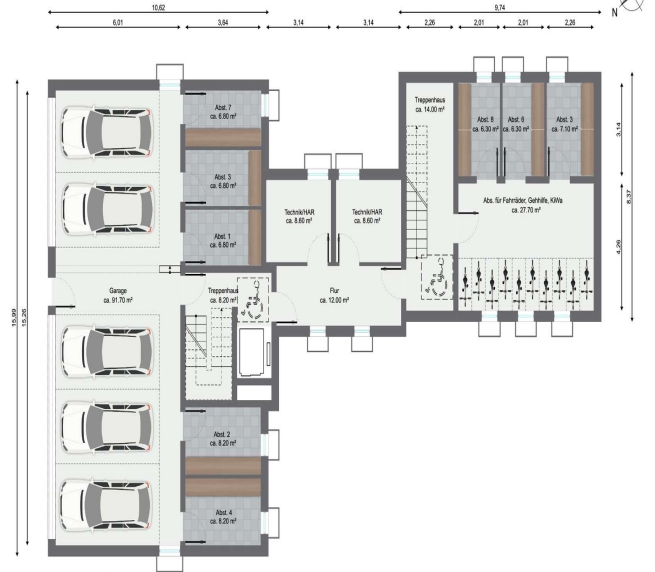 10,62
9,74
N
6,01
3,64
3,14
3,14
2,26
2,01
2,01
2,26
Abst. 7
ca. 6.80 m²
Treppenhaus
ca. 14.00 m²
Abst. 8
ca. 6.30 m²
Abst. 6
ca. 6.30 m²
Abst. 3
ca. 7.10 m²
3,14
8,37
Abst. 3
ca. 6.80 m²
Technik/HAR
ca. 8.60 m²
Technik/HAR
ca. 8.60 m²
Abs. für Fahrräder, Gehhilfe, KiWa
ca. 27.70 m²
Abst. 1
ca. 6.80 m²
4,26
Garage
ca. 91.70 m²
Treppenhaus
ca. 8.20 m²
Flur
ca. 12.00 m²
15,99
15,26
Abst. 2
ca. 8.20 m²
Abst. 4
ca. 8.20 m²